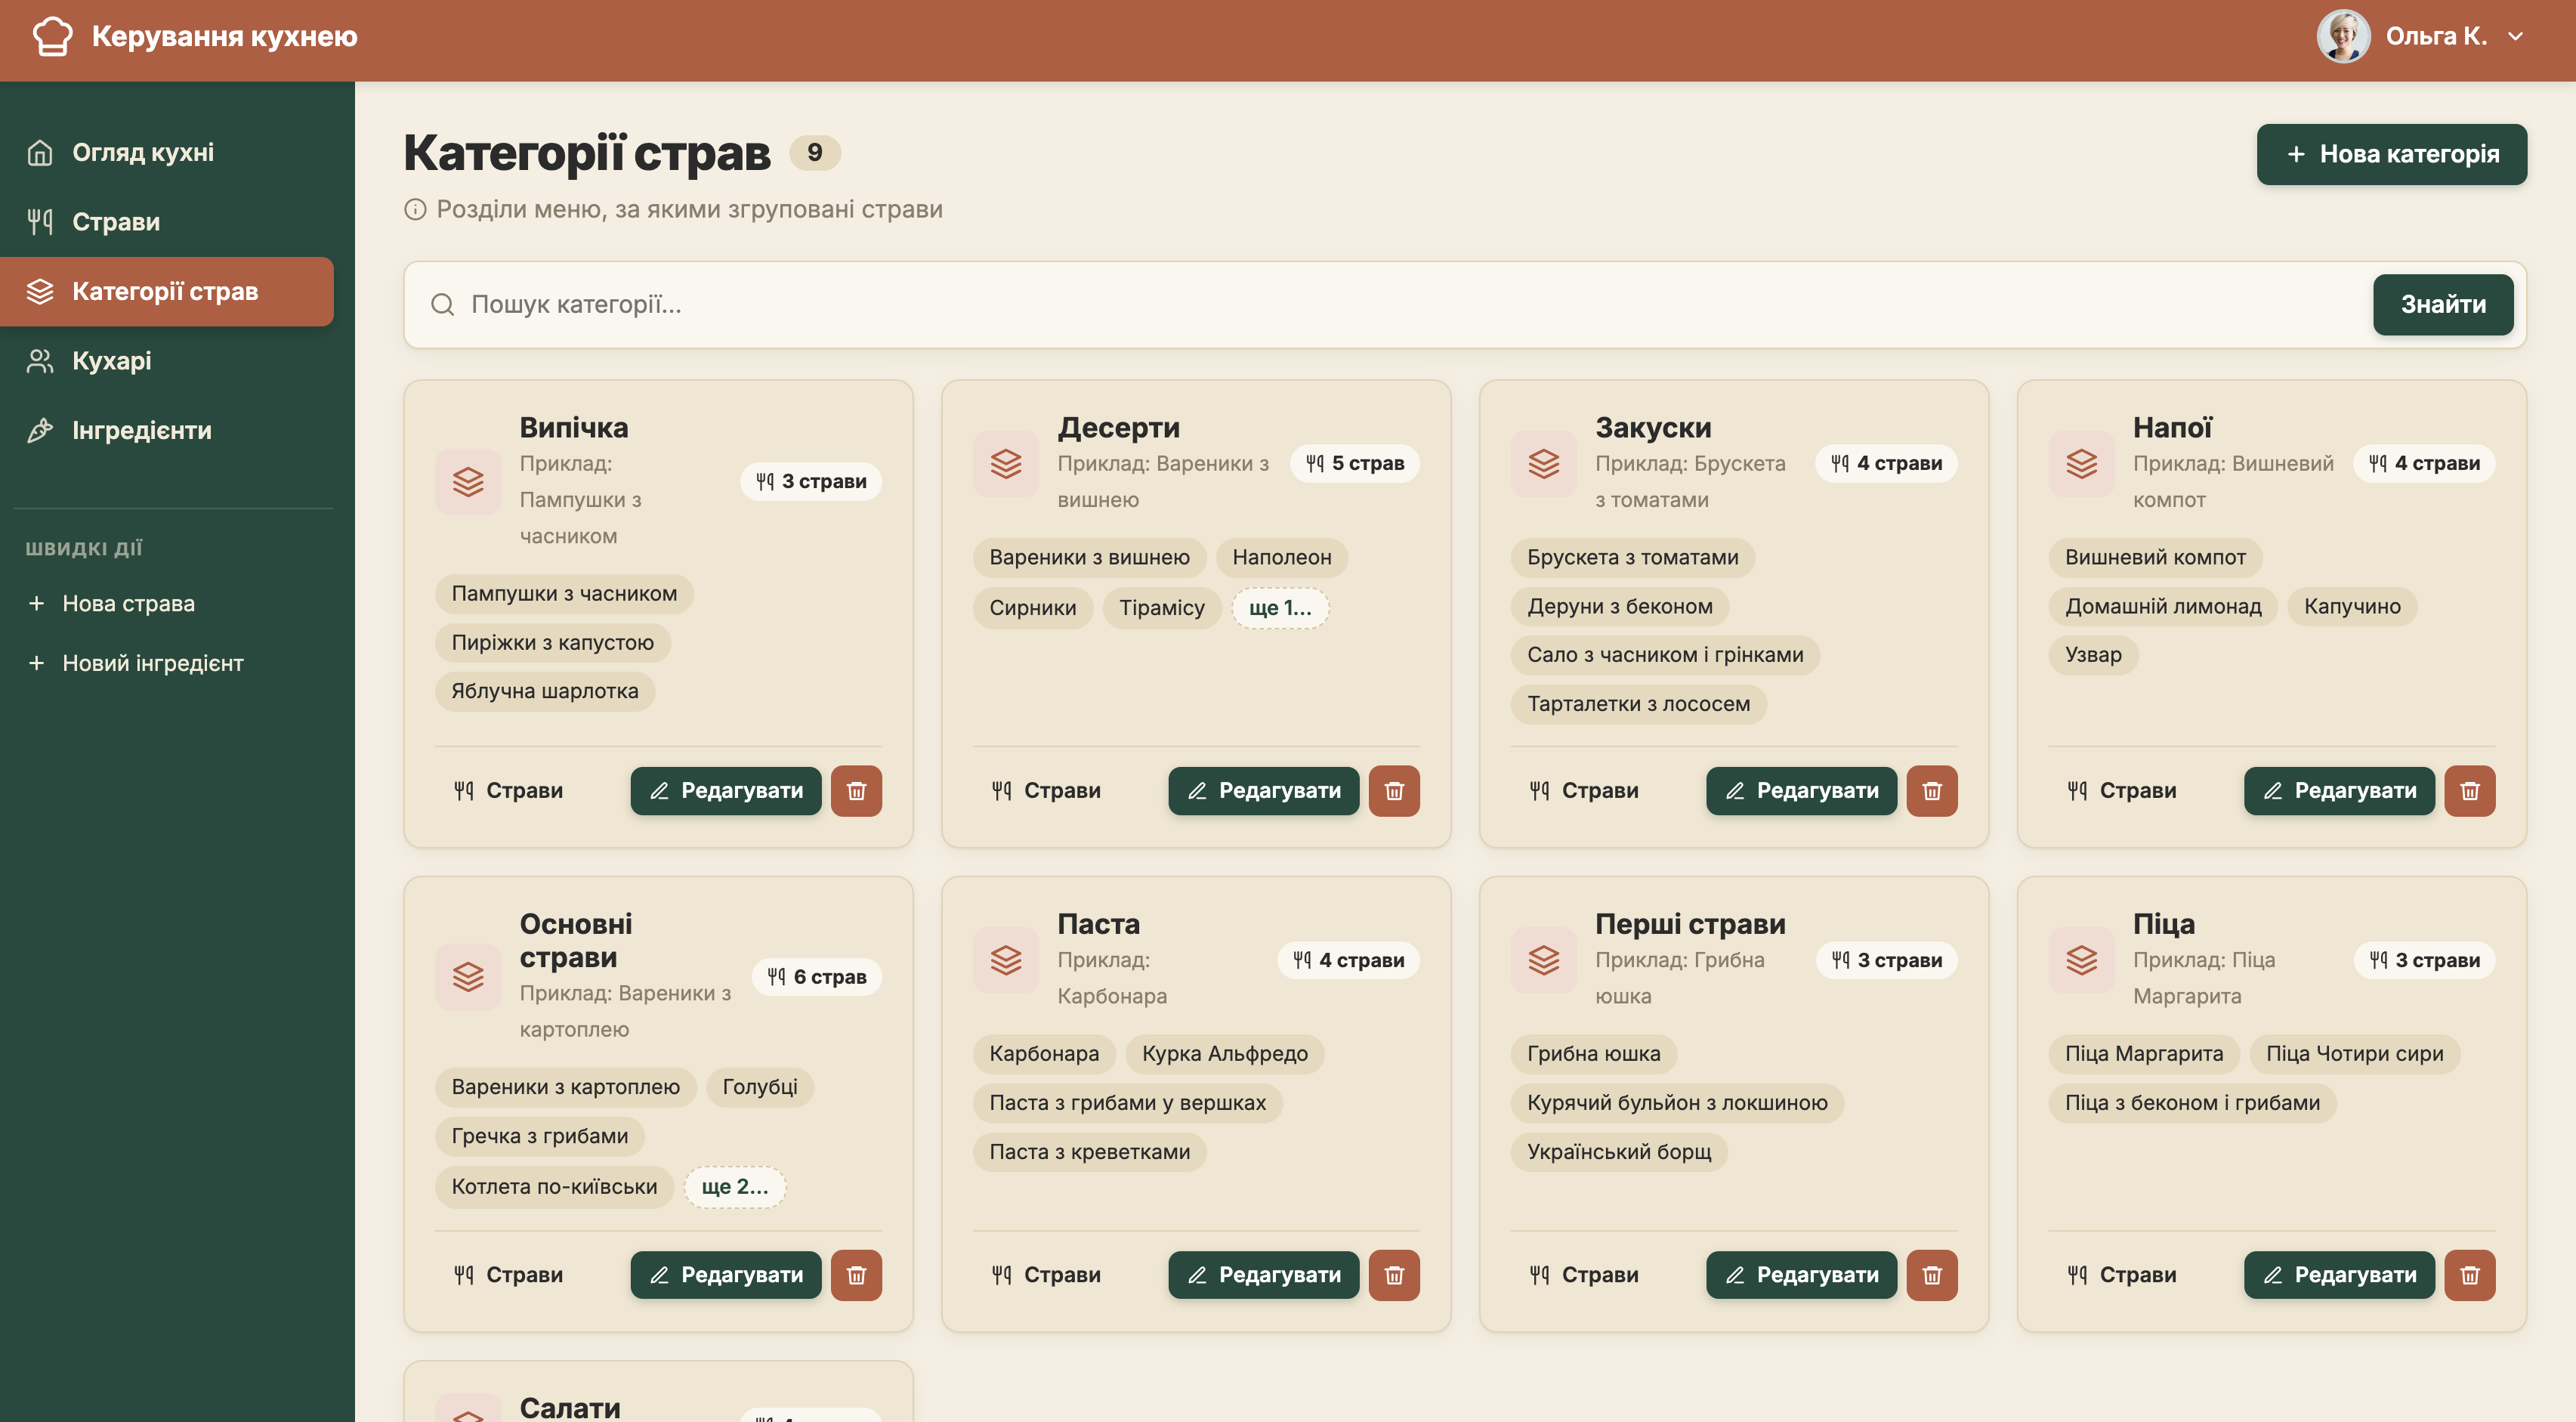 Керування кухнею
Ольга К.
Огляд кухні
Страви
Категорії страв
Кухарі
Інгредієнти
ШВИДКІ ДІЇ
+ Нова страва
+ Новий інгредієнт
Категорії страв 9
+ Нова категорія
Розділи меню, за якими згруповані страви
Пошук категорії...
Знайти
Випічка
Приклад:
Пампушки з
часником
3 страви
Пампушки з часником
Пиріжки з капустою
Яблучна шарлотка
Страви Редагувати
Десерти
Приклад: Вареники з
вишнею
5 страв
Вареники з вишнею Наполеон
Сирники Тірамісу ще 1...
Страви Редагувати
Закуски
Приклад: Брускета
з томатами
4 страви
Брускета з томатами
Деруни з беконом
Сало з часником і грінками
Тарталетки з лососем
Страви Редагувати
Напої
Приклад: Вишневий
компот
4 страви
Вишневий компот
Домашній лимонад Капучино
Узвар
Страви Редагувати
Основні
страви
Приклад: Вареники з
картоплею
6 страв
Вареники з картоплею Голубці
Гречка з грибами
Котлета по-київськи ще 2...
Страви Редагувати
Паста
Приклад:
Карбонара
4 страви
Карбонара Курка Альфредо
Паста з грибами у вершках
Паста з креветками
Страви Редагувати
Перші страви
Приклад: Грибна
юшка
3 страви
Грибна юшка
Курячий бульйон з локшиною
Український борщ
Страви Редагувати
Піца
Приклад: Піца
Маргарита
3 страви
Піца Маргарита Піца Чотири сири
Піца з беконом і грибами
Страви Редагувати
Салати